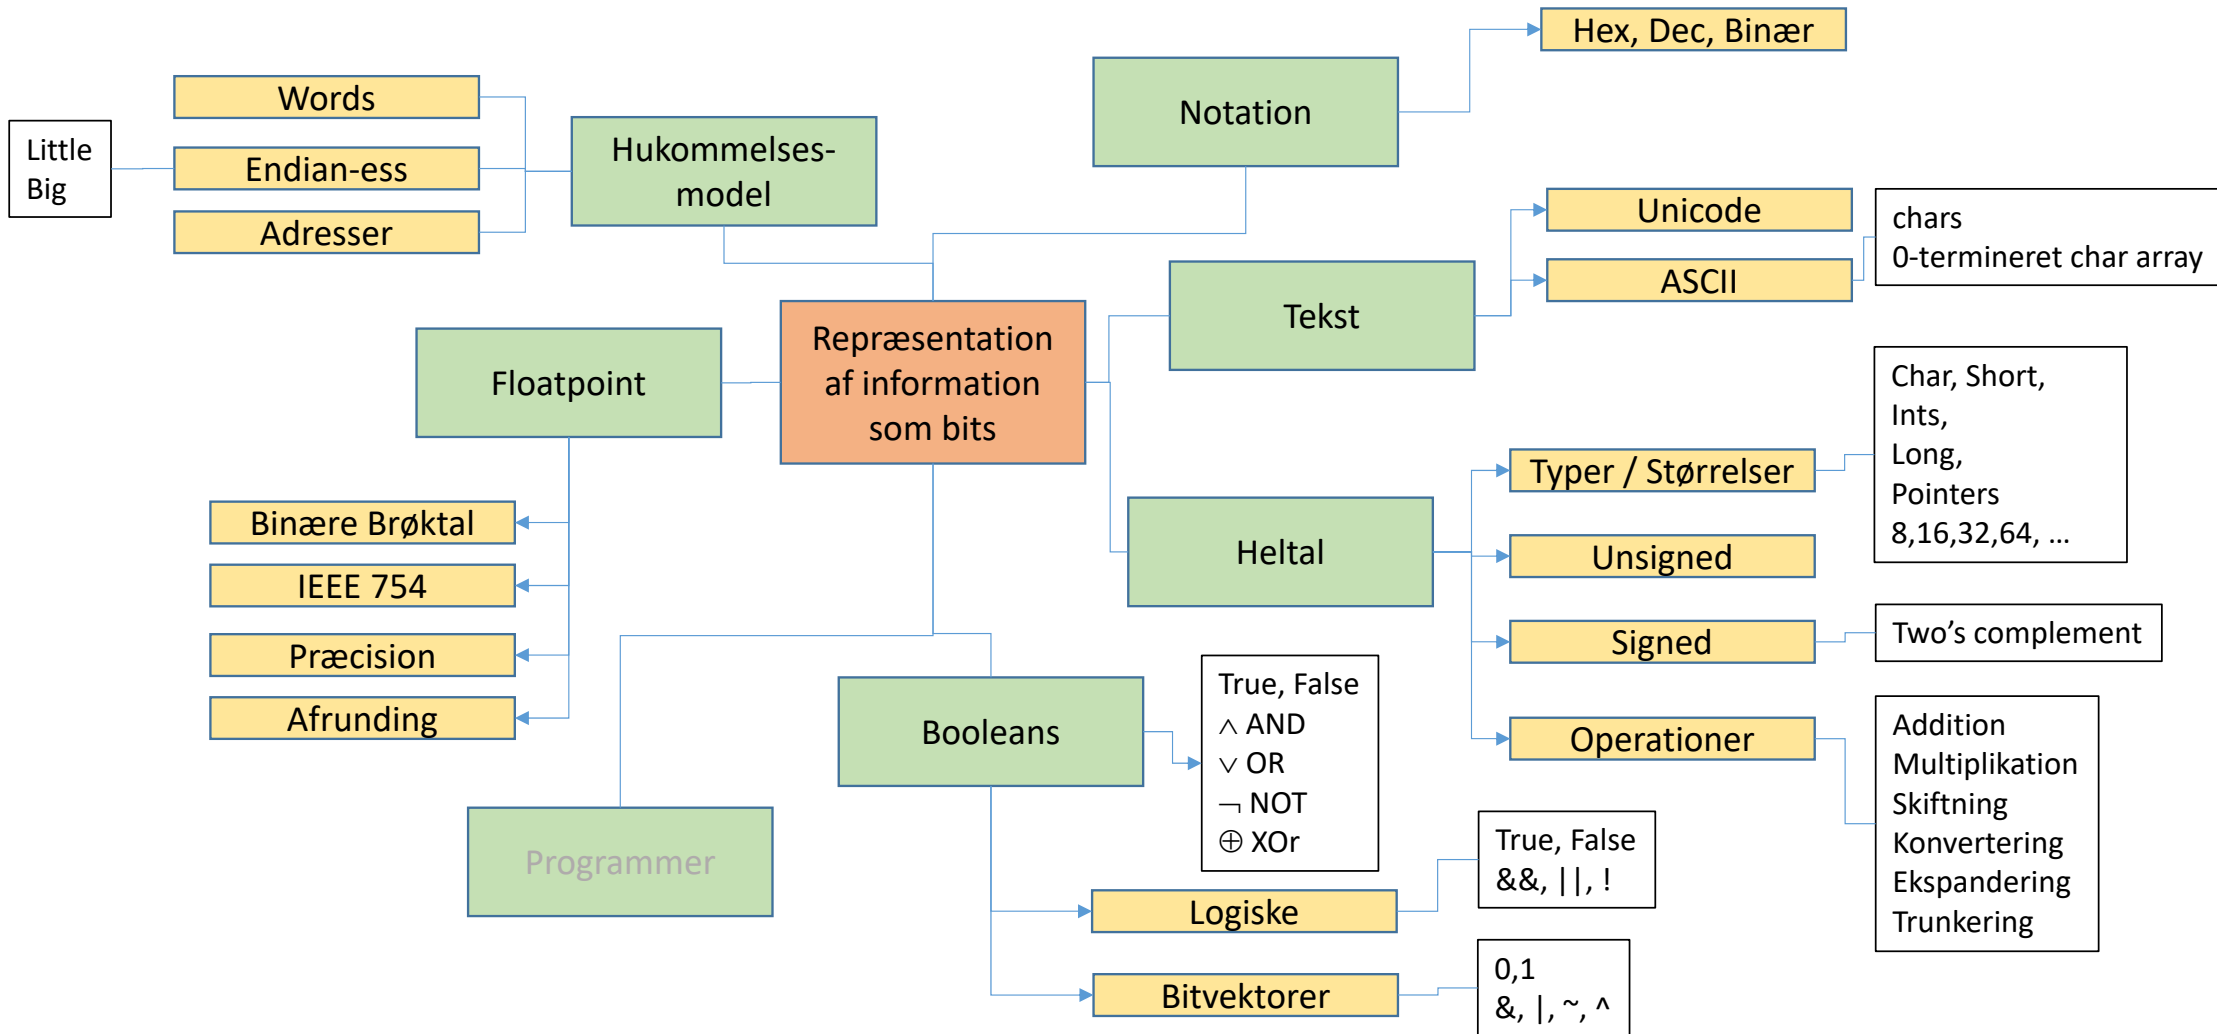 Hex, Dec, Binær
Notation
Words
Endian-ess
Adresser
Little
Big
Hukommelses-
model
Unicode
ASCII
chars
0-termineret char array
Tekst
Repræsentation
af information
som bits
Floatpoint
Binære Brøktal
IEEE 754
Præcision
Afrunding
Heltal
Typer / Størrelser
Unsigned
Signed
Operationer
Char, Short,
Ints,
Long,
Pointers
8,16,32,64, ...
Two's complement
Addition
Multiplikation
Skiftning
Konvertering
Ekspandering
Trunkering
Programmer
Booleans
True, False
∧ AND
∨ OR
¬ NOT
⊕ XOr
Logiske
True, False
&&, ||, !
Bitvektorer
0,1
&, |, ~, ^